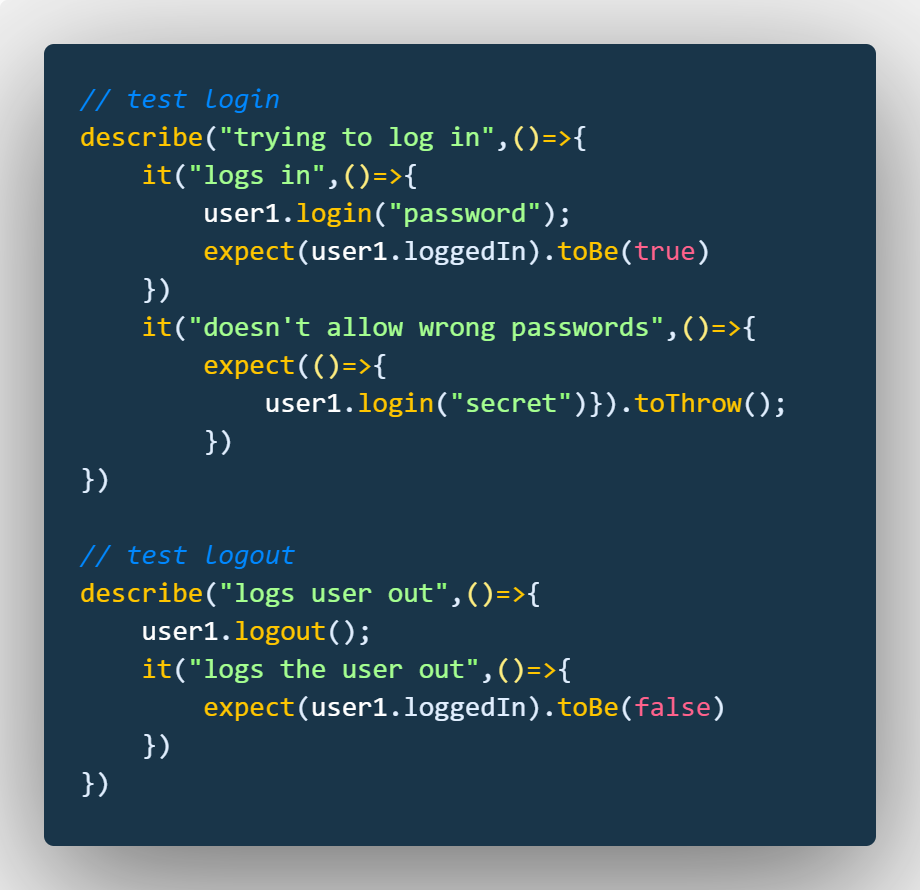 // test login
describe("trying to log in",()=>{
    it("logs in",()=>{
        user1.login("password");
        expect(user1.loggedIn).toBe(true)
    })
    it("doesn't allow wrong passwords",()=>{
        expect(()=>{
            user1.login("secret")}).toThrow();
        })
})

// test logout
describe("logs user out",()=>{
    user1.logout();
    it("logs the user out",()=>{
        expect(user1.loggedIn).toBe(false)
    })
})